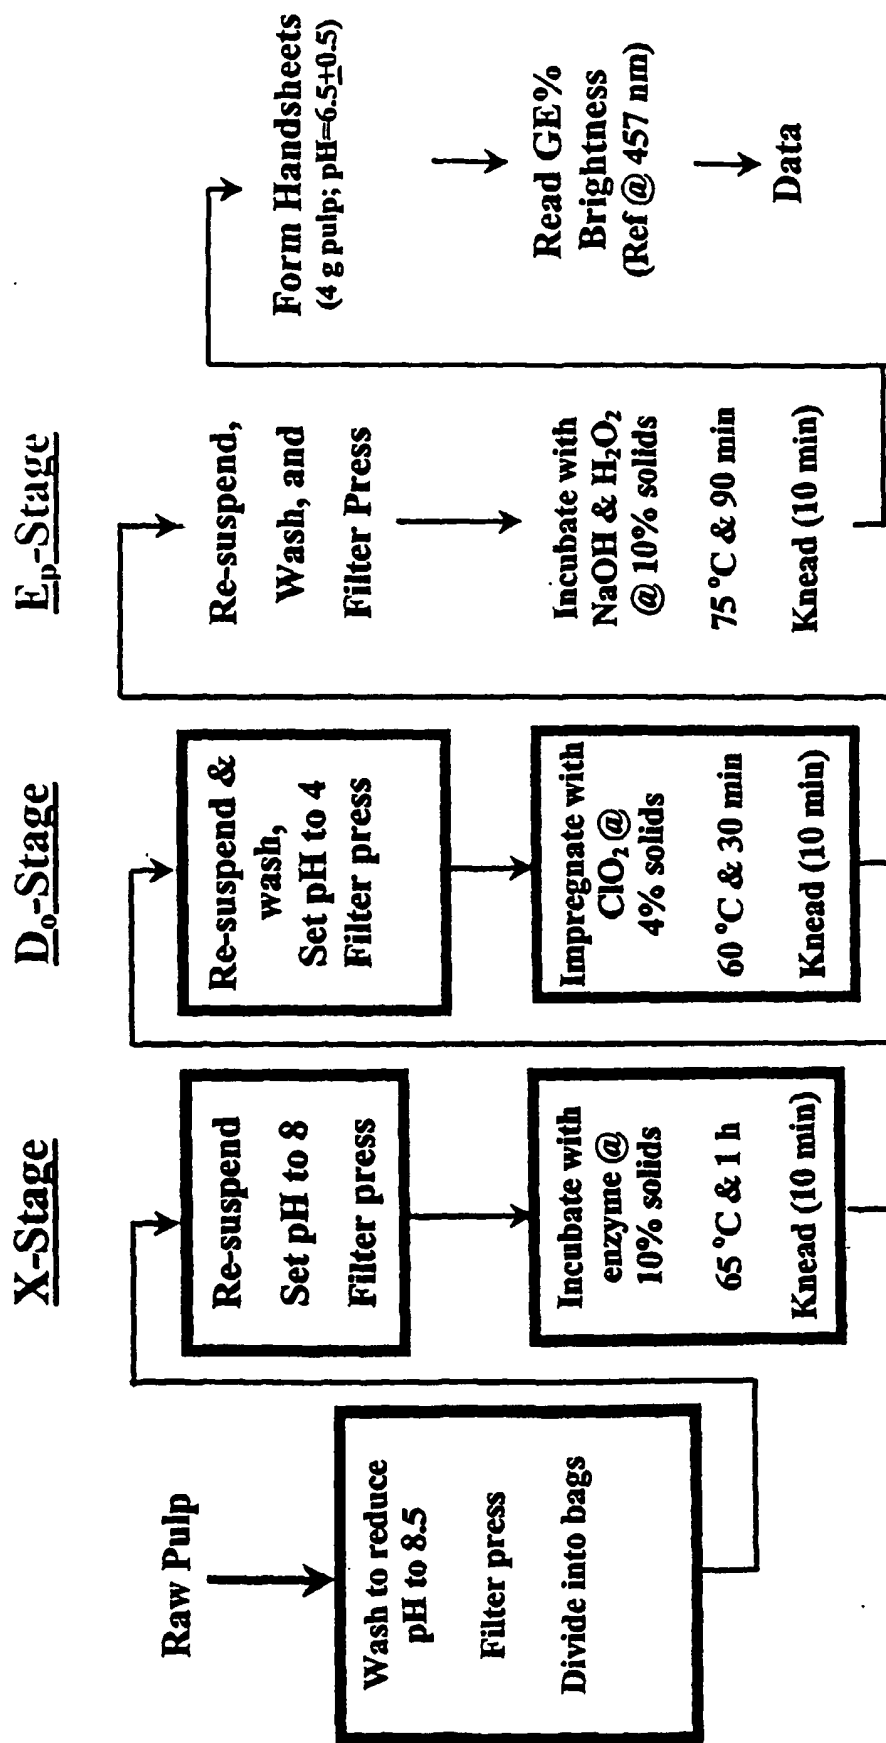 Raw Pulp
Wash to reduce
pH to 8.5
Filter press
Divide into bags
X-Stage
Re-suspend
Set pH to 8
Filter press
Incubate with
enzyme @
10% solids
65 °C & 1 h
Knead (10 min)
Do-Stage
Re-suspend &
wash,
Set pH to 4
Filter press
Impregnate with
ClO₂ @
4% solids
60 °C & 30 min
Knead (10 min)
Ep-Stage
Re-suspend,
Wash, and
Filter Press
Incubate with
NaOH & H₂O₂
@ 10% solids
75 °C & 90 min
Knead (10 min)
Form Handsheets
(4 g pulp; pH=6.5±0.5)
Read GE%
Brightness
(Ref @ 457 nm)
Data